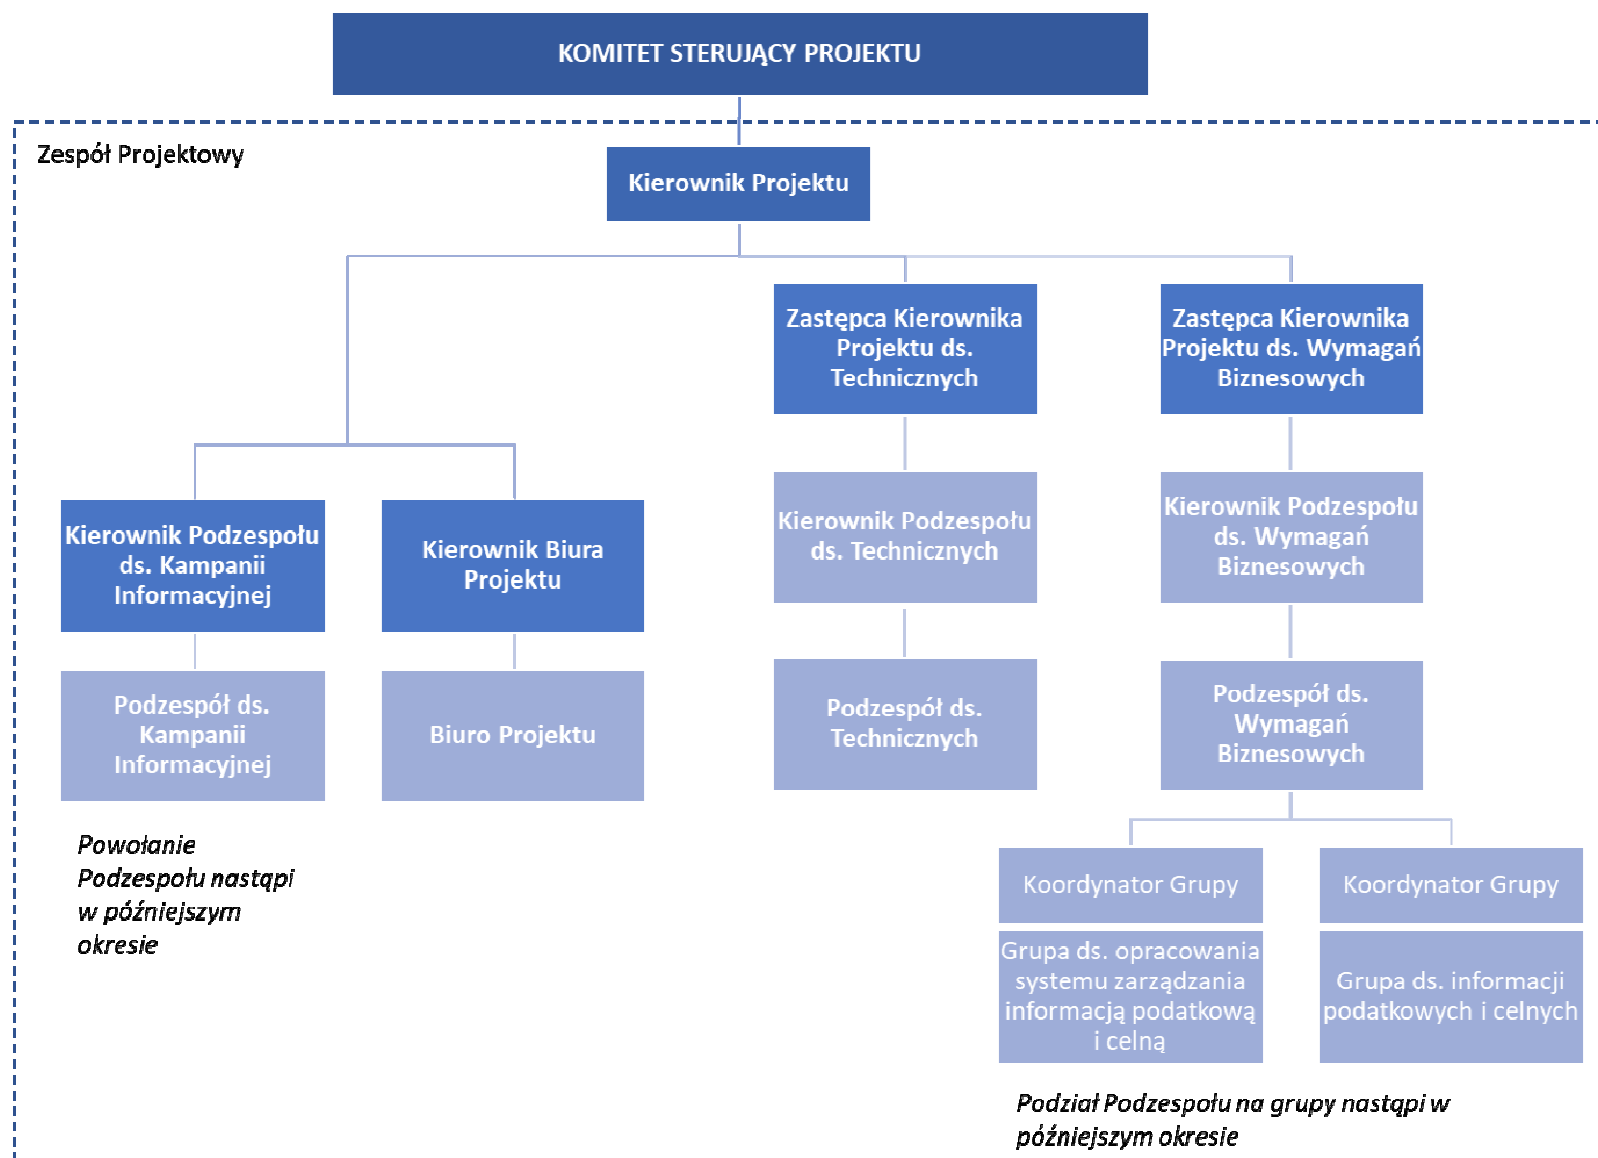 KOMITET STERUJĄCY PROJEKTU
Zespół Projektowy
Kierownik Projektu
Zastępca Kierownika
Projektu ds.
Technicznych
Zastępca Kierownika
Projektu ds. Wymagań
Biznesowych
Kierownik Podzespołu
ds. Kampanii
Informacyjnej
Kierownik Biura
Projektu
Kierownik Podzespołu
ds. Technicznych
Kierownik Podzespołu
ds. Wymagań
Biznesowych
Podzespół ds.
Kampanii
Informacyjnej
Biuro Projektu
Podzespół ds.
Technicznych
Podzespół ds.
Wymagań
Biznesowych
Powołanie
Podzespołu nastąpi
w późniejszym
okresie
Koordynator Grupy
Koordynator Grupy
Grupa ds. opracowania
systemu zarządzania
informacją podatkową
i celną
Grupa ds. informacji
podatkowych i celnych
Podział Podzespołu na grupy nastąpi w
późniejszym okresie